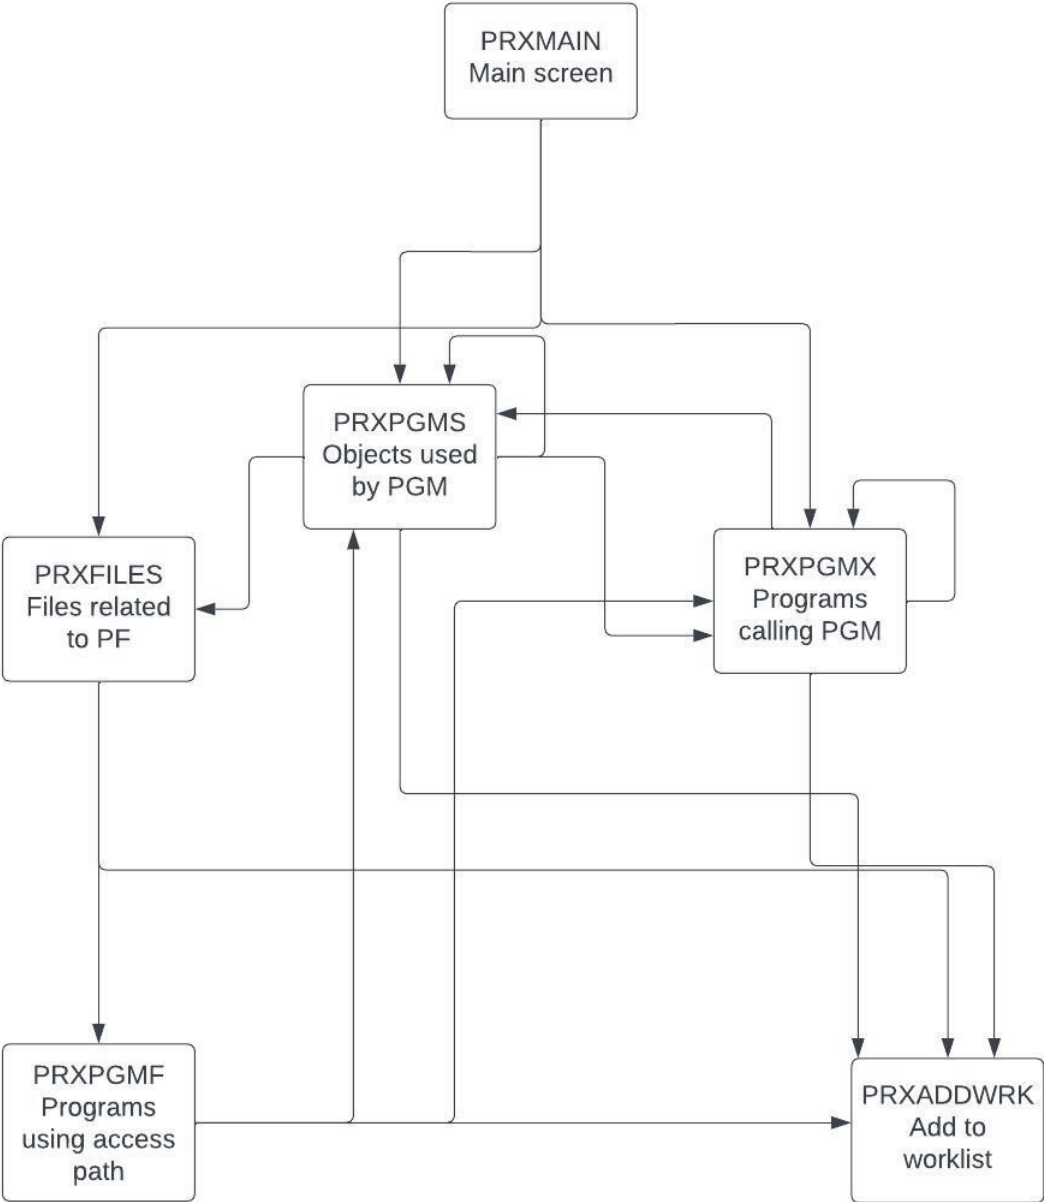 PRXMAIN
Main screen
PRXPGMS
Objects used
by PGM
PRXFILES
Files related
to PF
PRXPGMX
Programs
calling PGM
PRXPGMF
Programs
using access
path
PRXADDWRK
Add to
worklist